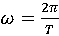 ω = 2π/T